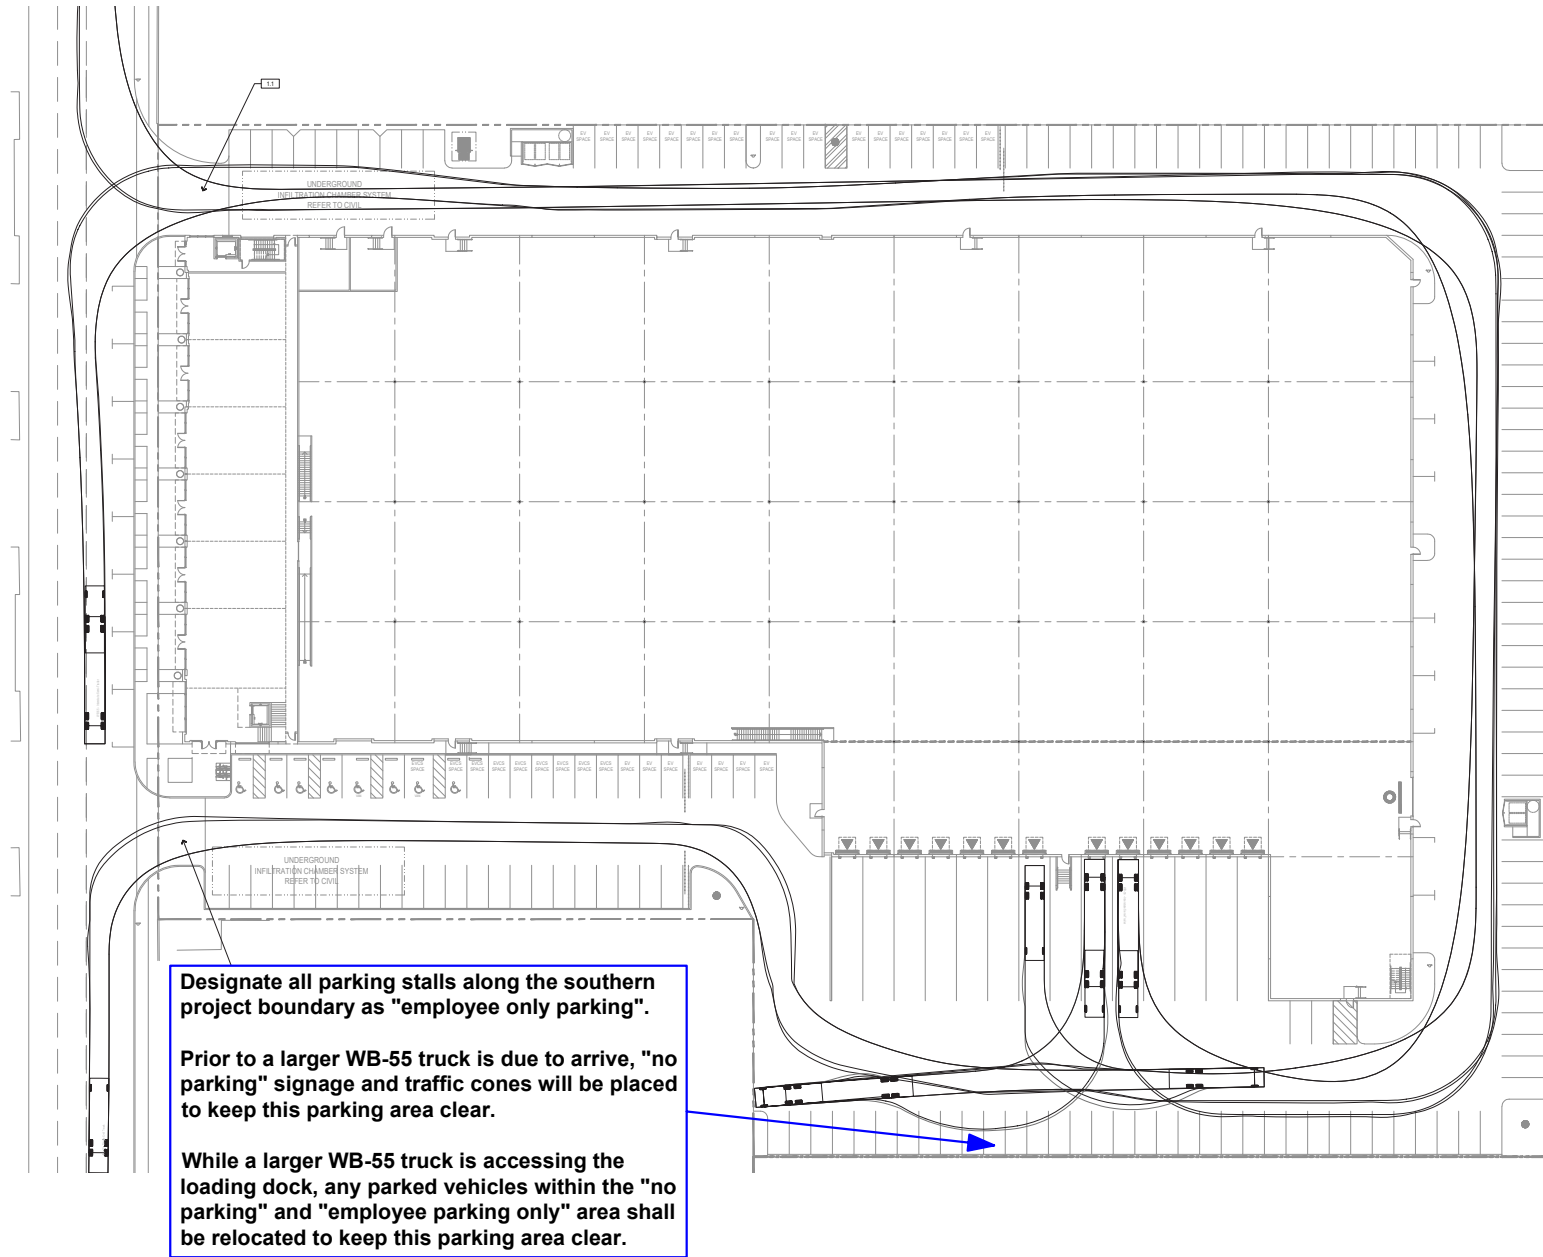 1.1
EV SPACE EV SPACE EV SPACE EV SPACE EV SPACE EV SPACE EV SPACE EV SPACE EV SPACE EV SPACE EV SPACE EV SPACE EV SPACE EV SPACE EV SPACE EV SPACE EV SPACE
UNDERGROUND
INFILTRATION CHAMBER SYSTEM
REFER TO CIVIL
EVCS SPACE EVCS SPACE EVCS SPACE EVCS SPACE EVCS SPACE EVCS SPACE EVCS SPACE EVCS SPACE EV SPACE EV SPACE EV SPACE EV SPACE EV SPACE EV SPACE EV SPACE
UNDERGROUND
INFILTRATION CHAMBER SYSTEM
REFER TO CIVIL
Designate all parking stalls along the southern
project boundary as "employee only parking".
Prior to a larger WB-55 truck is due to arrive, "no
parking" signage and traffic cones will be placed
to keep this parking area clear.
While a larger WB-55 truck is accessing the
loading dock, any parked vehicles within the "no
parking" and "employee parking only" area shall
be relocated to keep this parking area clear.